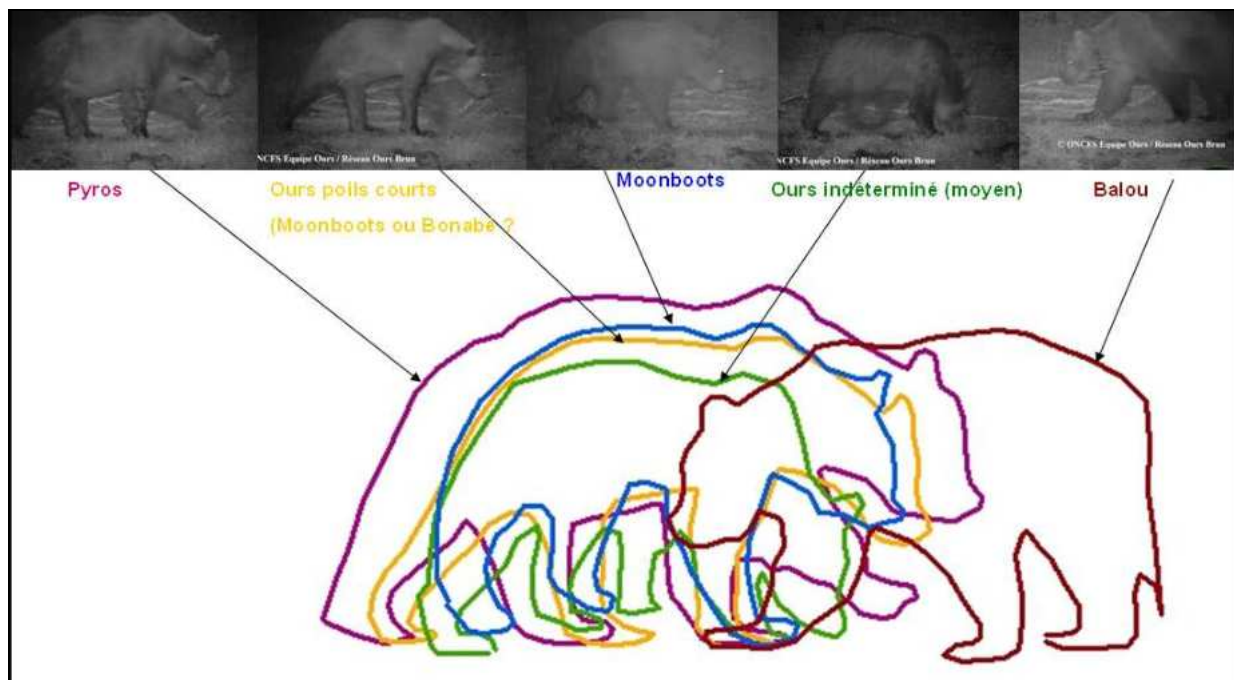 NCFS Equipe Ours / Réseau Ours Brun
ONCFS Equipe Ours / Réseau Ours Brun
© ONCFS Equipe Ours / Réseau Ours Brun
Pyros
Ours poils courts
(Moonboots ou Bonabé ?
Moonboots
Ours indéterminé (moyen)
Balou